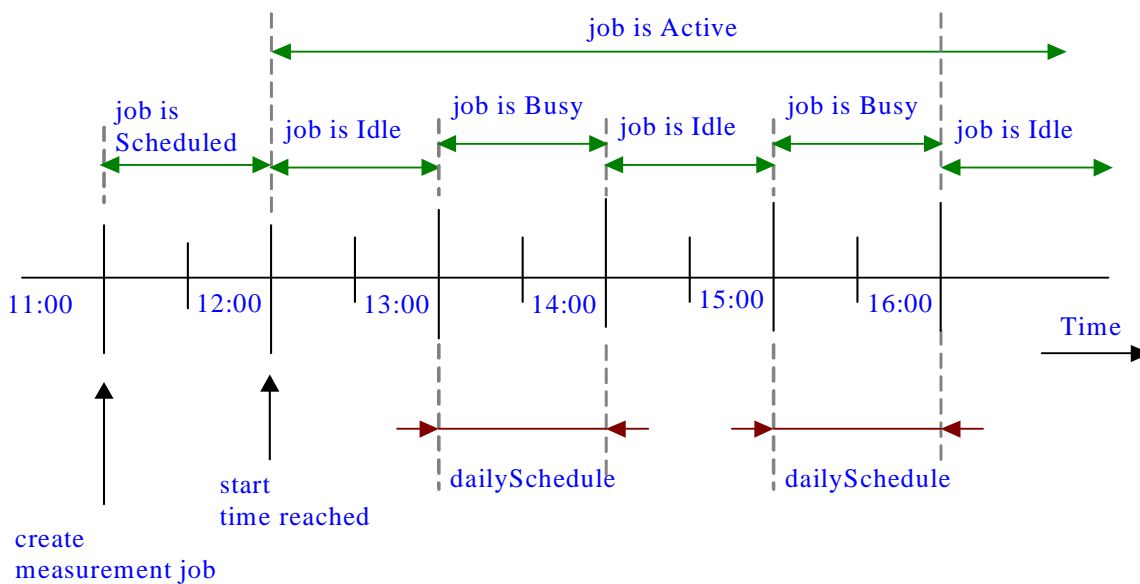 job is Active
job is
Scheduled
job is Idle
job is Busy
job is Idle
job is Busy
job is Idle
11:00
12:00
13:00
14:00
15:00
16:00
Time
dailySchedule
dailySchedule
start
time reached
create
measurement job